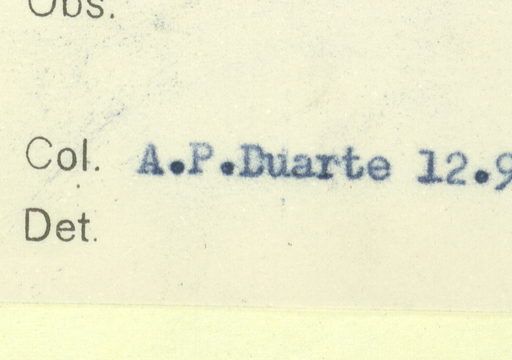 Obs.
Col. A.P.Duarte 12.9
Det.